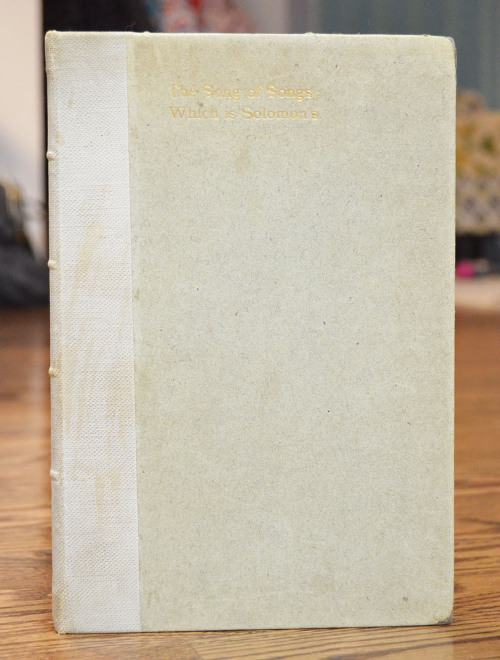 The Song of Songs,
Which is Solomon's